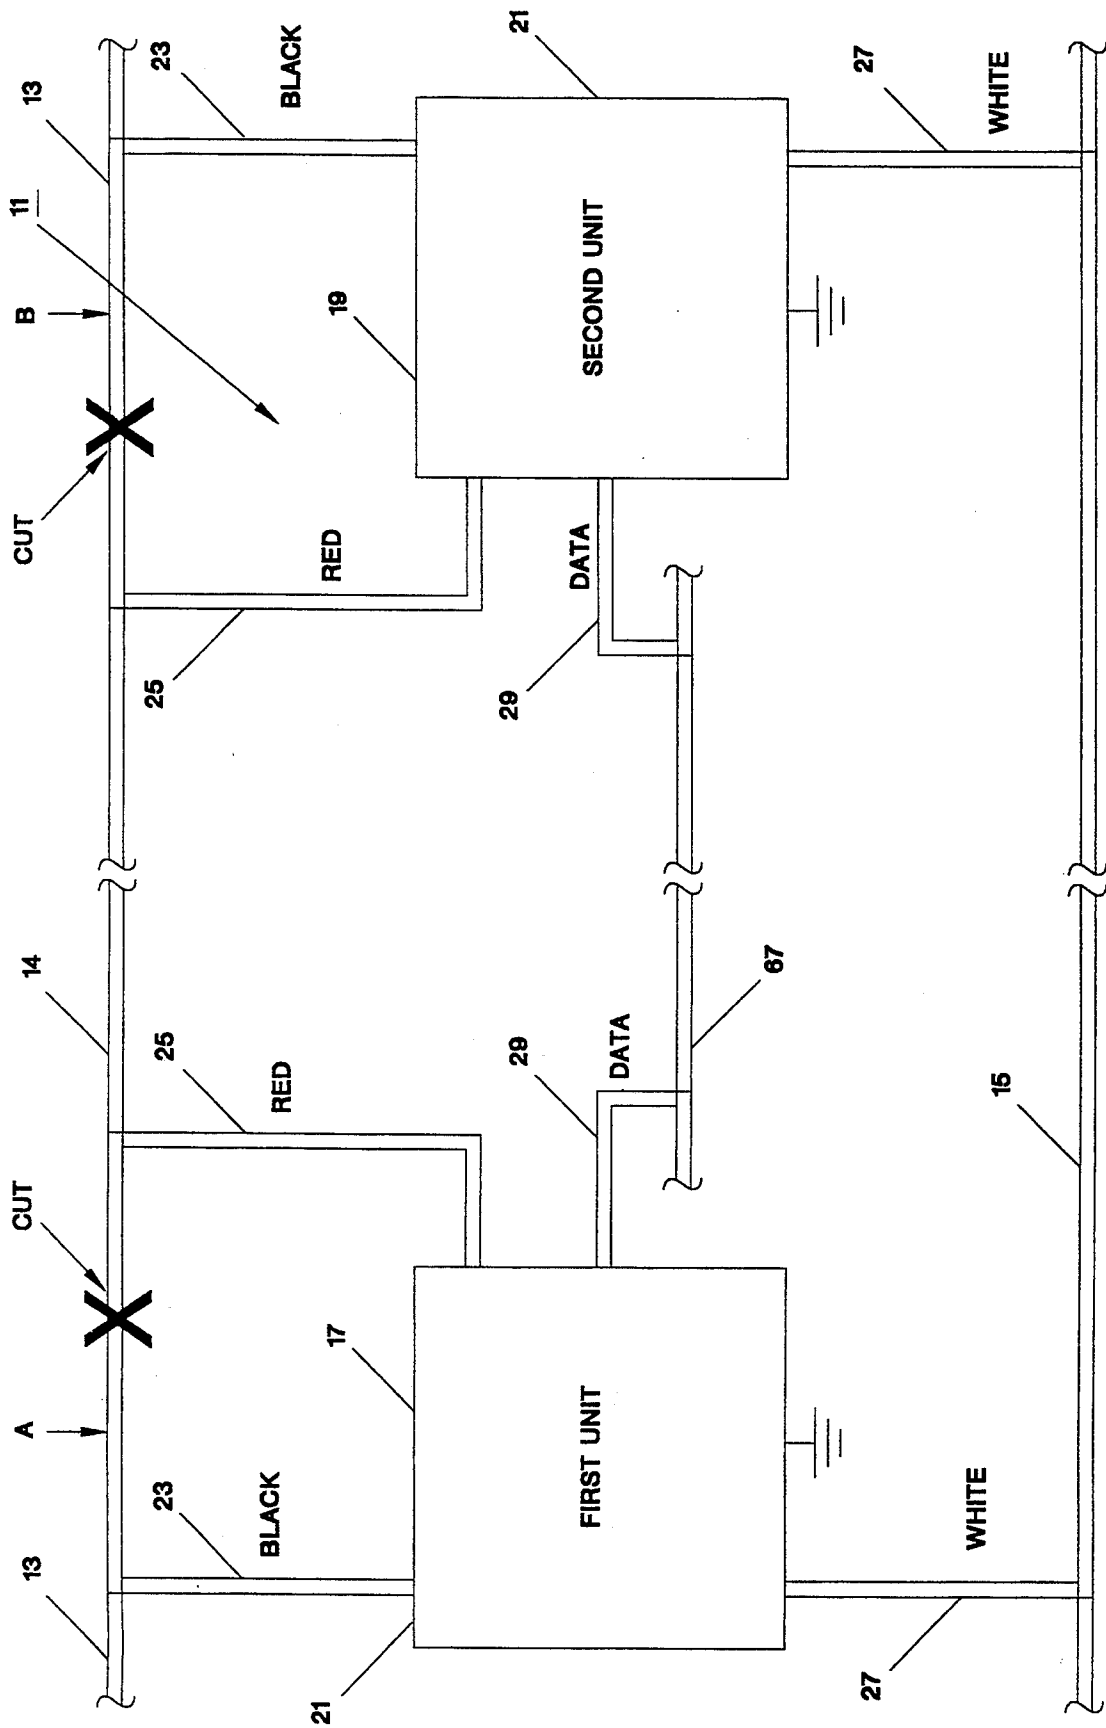 13
A
CUT
14
CUT
B
11
13
23
25
25
23
BLACK
RED
RED
BLACK
21
17
19
21
29
29
DATA
DATA
FIRST UNIT
SECOND UNIT
67
27
27
WHITE
15
WHITE